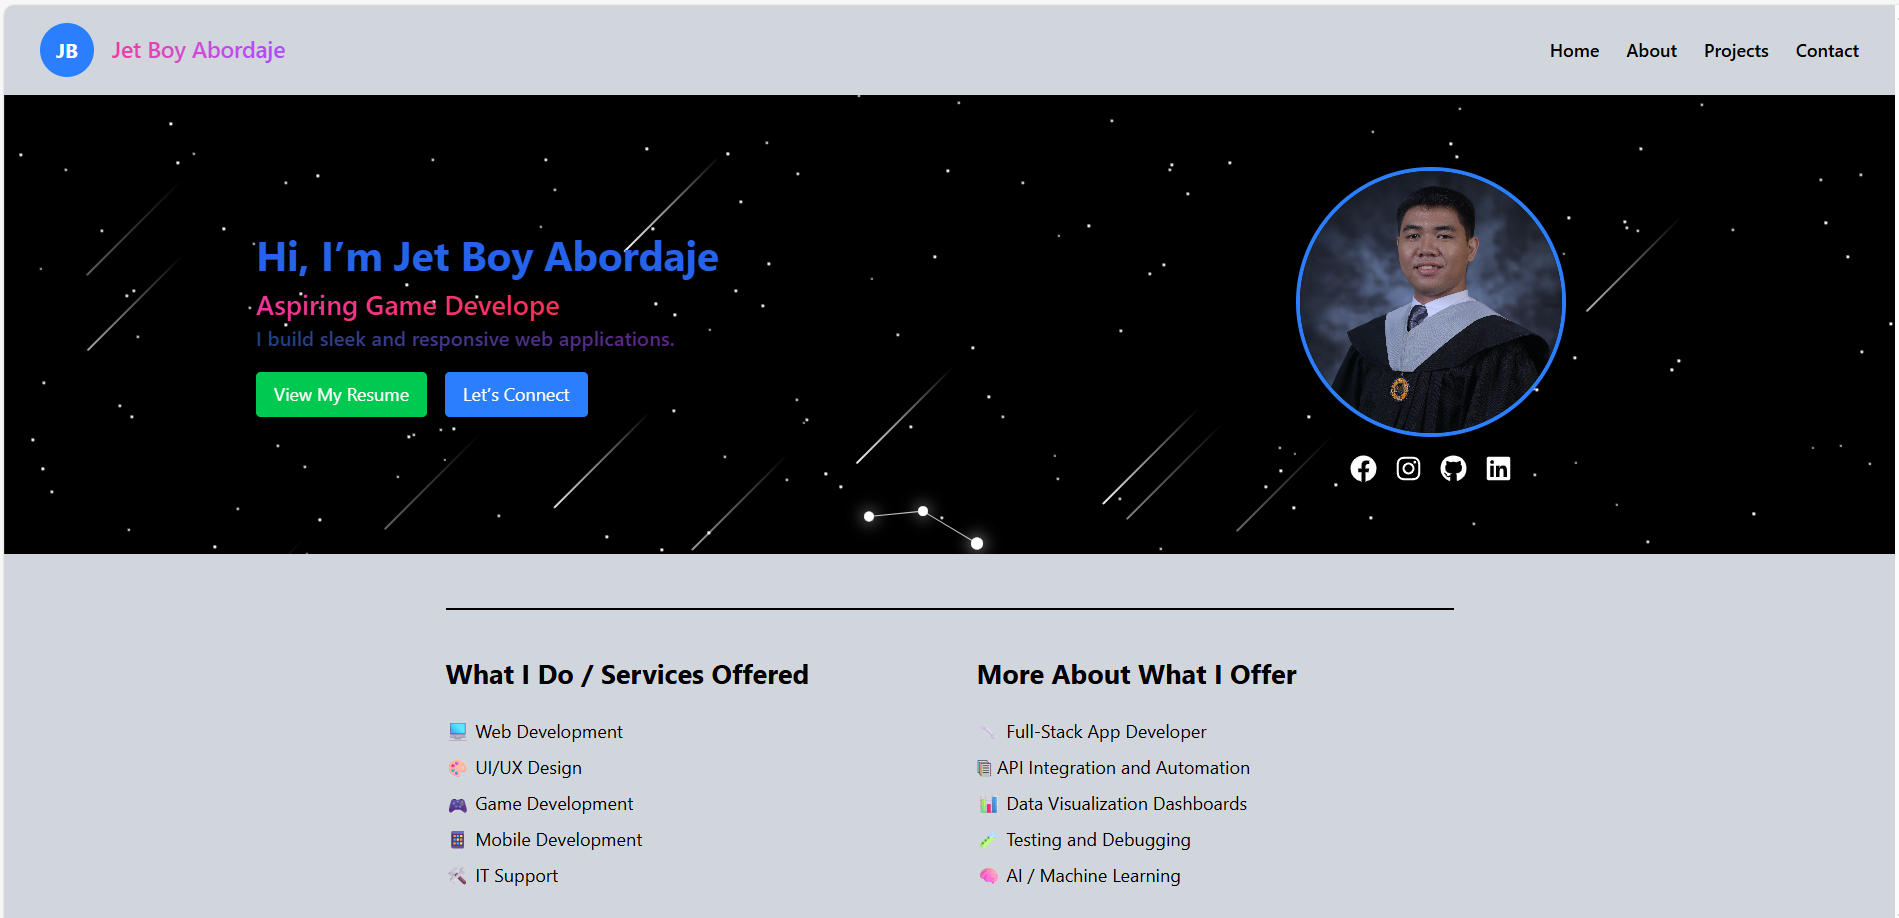 JB Jet Boy Abordaje
Home About Projects Contact
Hi, I’m Jet Boy Abordaje
Aspiring Game Develope
I build sleek and responsive web applications.
View My Resume Let’s Connect
What I Do / Services Offered
Web Development
UI/UX Design
Game Development
Mobile Development
IT Support
More About What I Offer
Full-Stack App Developer
API Integration and Automation
Data Visualization Dashboards
Testing and Debugging
AI / Machine Learning